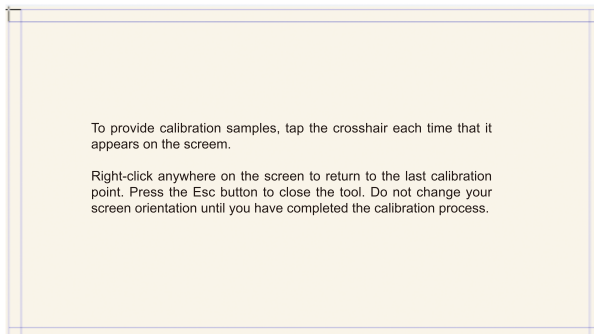 To provide calibration samples, tap the crosshair each time that it
appears on the screem.
Right-click anywhere on the screen to return to the last calibration
point. Press the Esc button to close the tool. Do not change your
screen orientation until you have completed the calibration process.